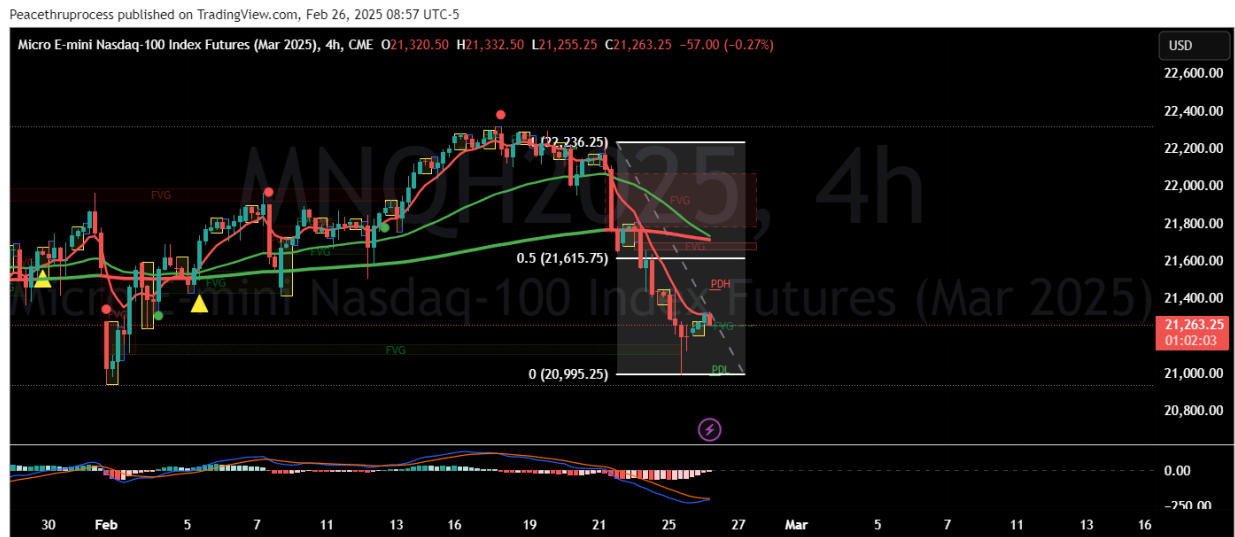 Peacethruprocess published on TradingView.com, Feb 26, 2025 08:57 UTC-5
Micro E-mini Nasdaq-100 Index Futures (Mar 2025), 4h, CME O21,320.50 H21,332.50 L21,255.25 C21,263.25 −57.00 (−0.27%)
USD
22,600.00
22,400.00
22,200.00
22,000.00
21,800.00
21,600.00
21,400.00
21,263.25
01:02:03
21,000.00
20,800.00
MNQH2025, 4h
Micro E-mini Nasdaq-100 Index Futures (Mar 2025)
1 (22,236.25)
0.5 (21,615.75)
0 (20,995.25)
FVG
FVG
FVG
FVG
FVG
FVG
FVG
FVG
PDH
PDL
0.00
−250.00
30 Feb 5 7 11 13 16 19 21 25 27 Mar 5 7 11 13 16